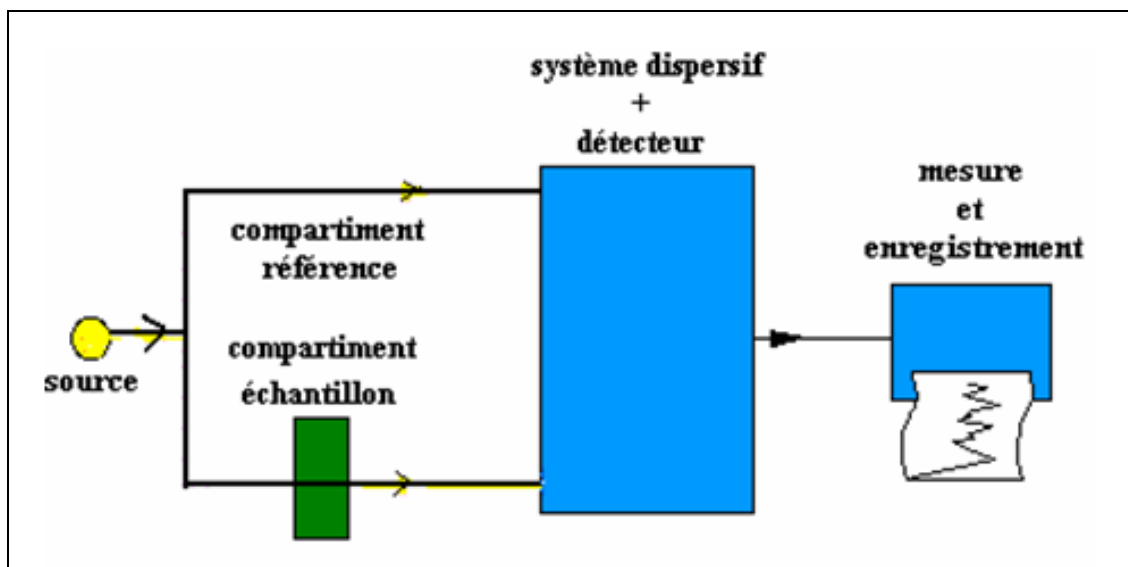 système dispersif
+
détecteur
mesure
et
enregistrement
compartiment
référence
source
compartiment
échantillon